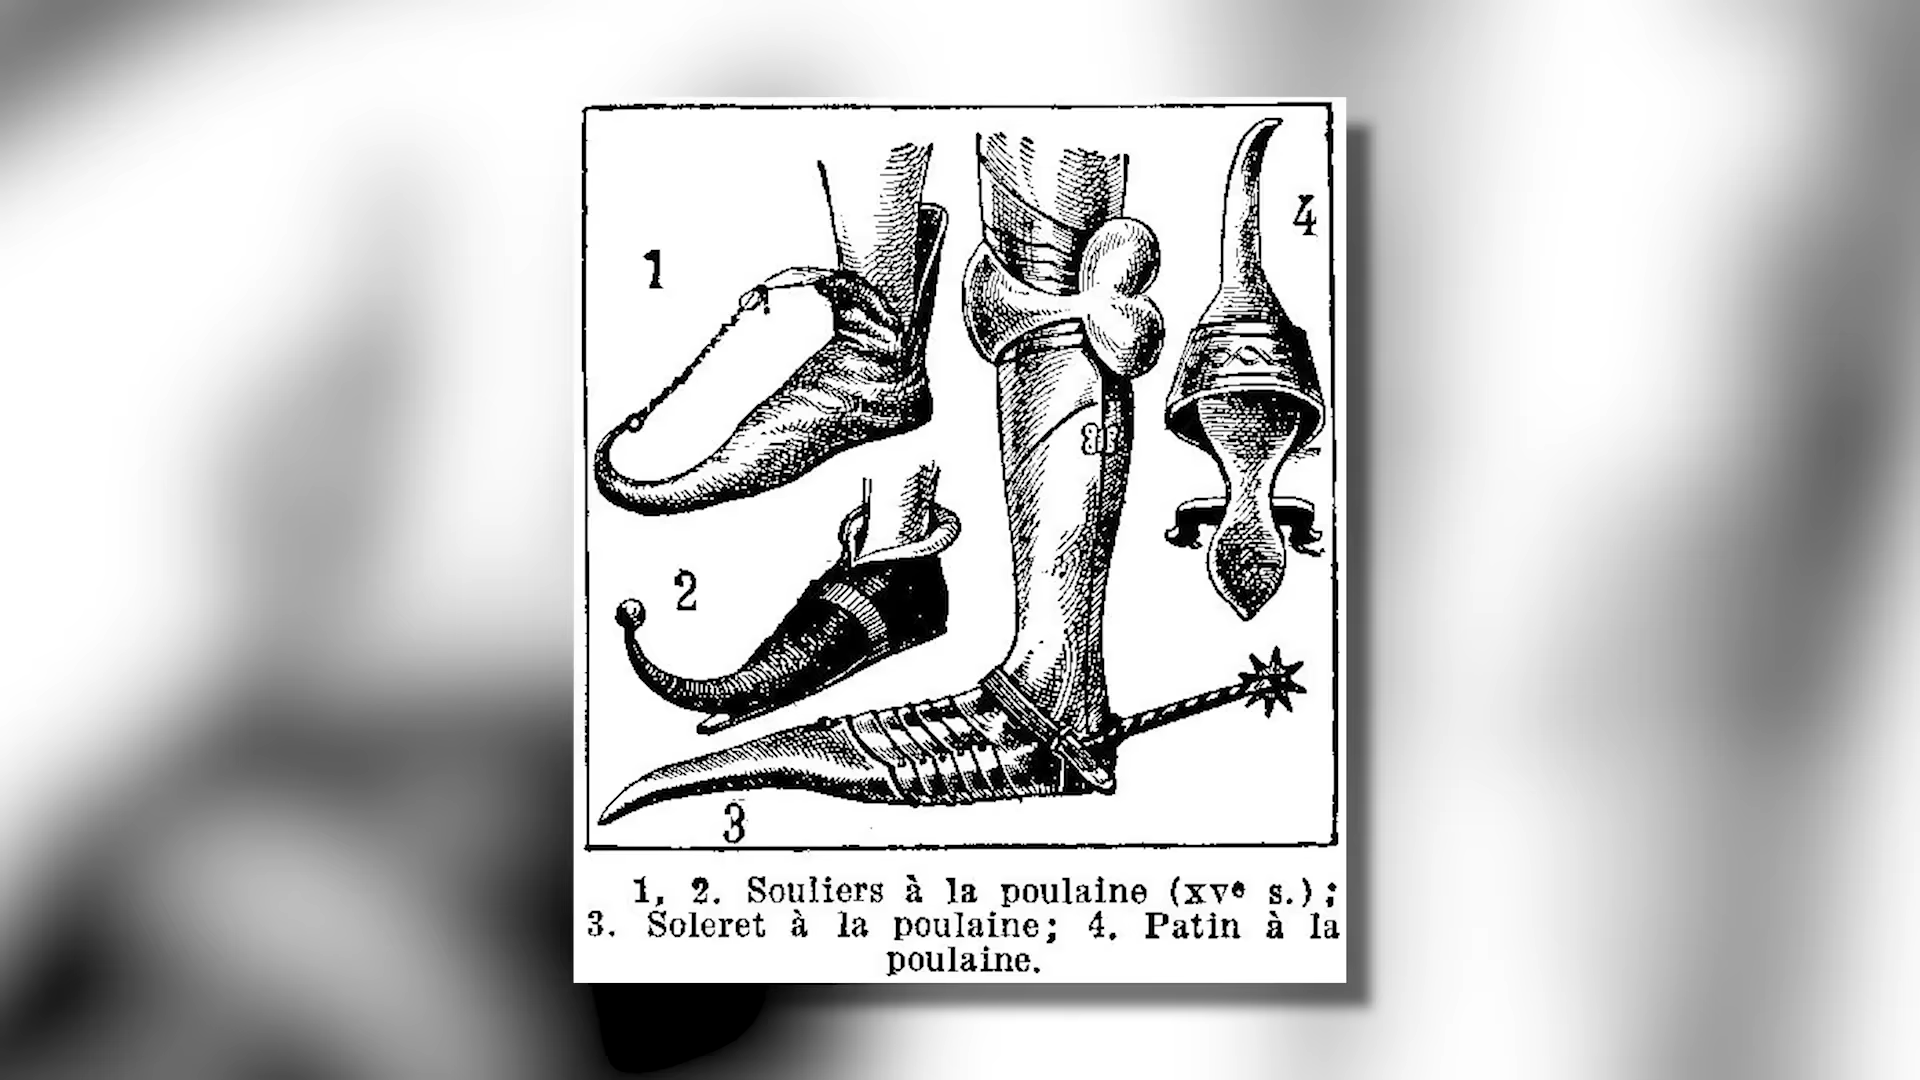 1
4
2
3
1, 2. Souliers à la poulaine (xvᵉ s.) ;
3. Soleret à la poulaine; 4. Patin à la
poulaine.